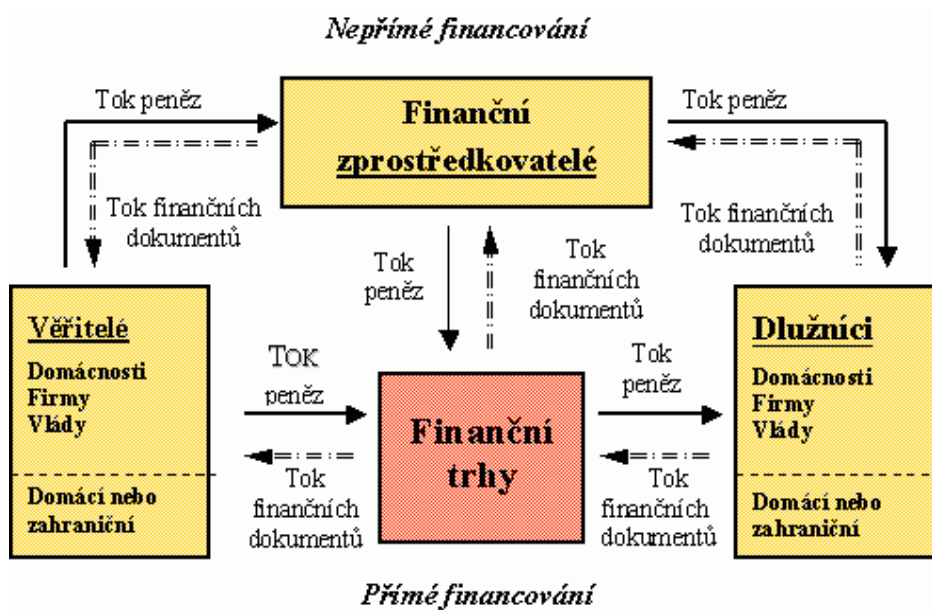 Nepřímé financování
Tok peněz
Finanční
zprostředkovatelé
Tok peněz
Tok finančních
dokumentů
Tok finančních
dokumentů
Tok
peněz
Tok
finančních
dokumentů
Věřitelé
Domácnosti
Firmy
Vlády
Domácí nebo
zahraniční
Tok
peněz
Tok
finančních
dokumentů
Finanční
trhy
Tok
peněz
Tok
finančních
dokumentů
Dlužníci
Domácnosti
Firmy
Vlády
Domácí nebo
zahraniční
Přímé financování